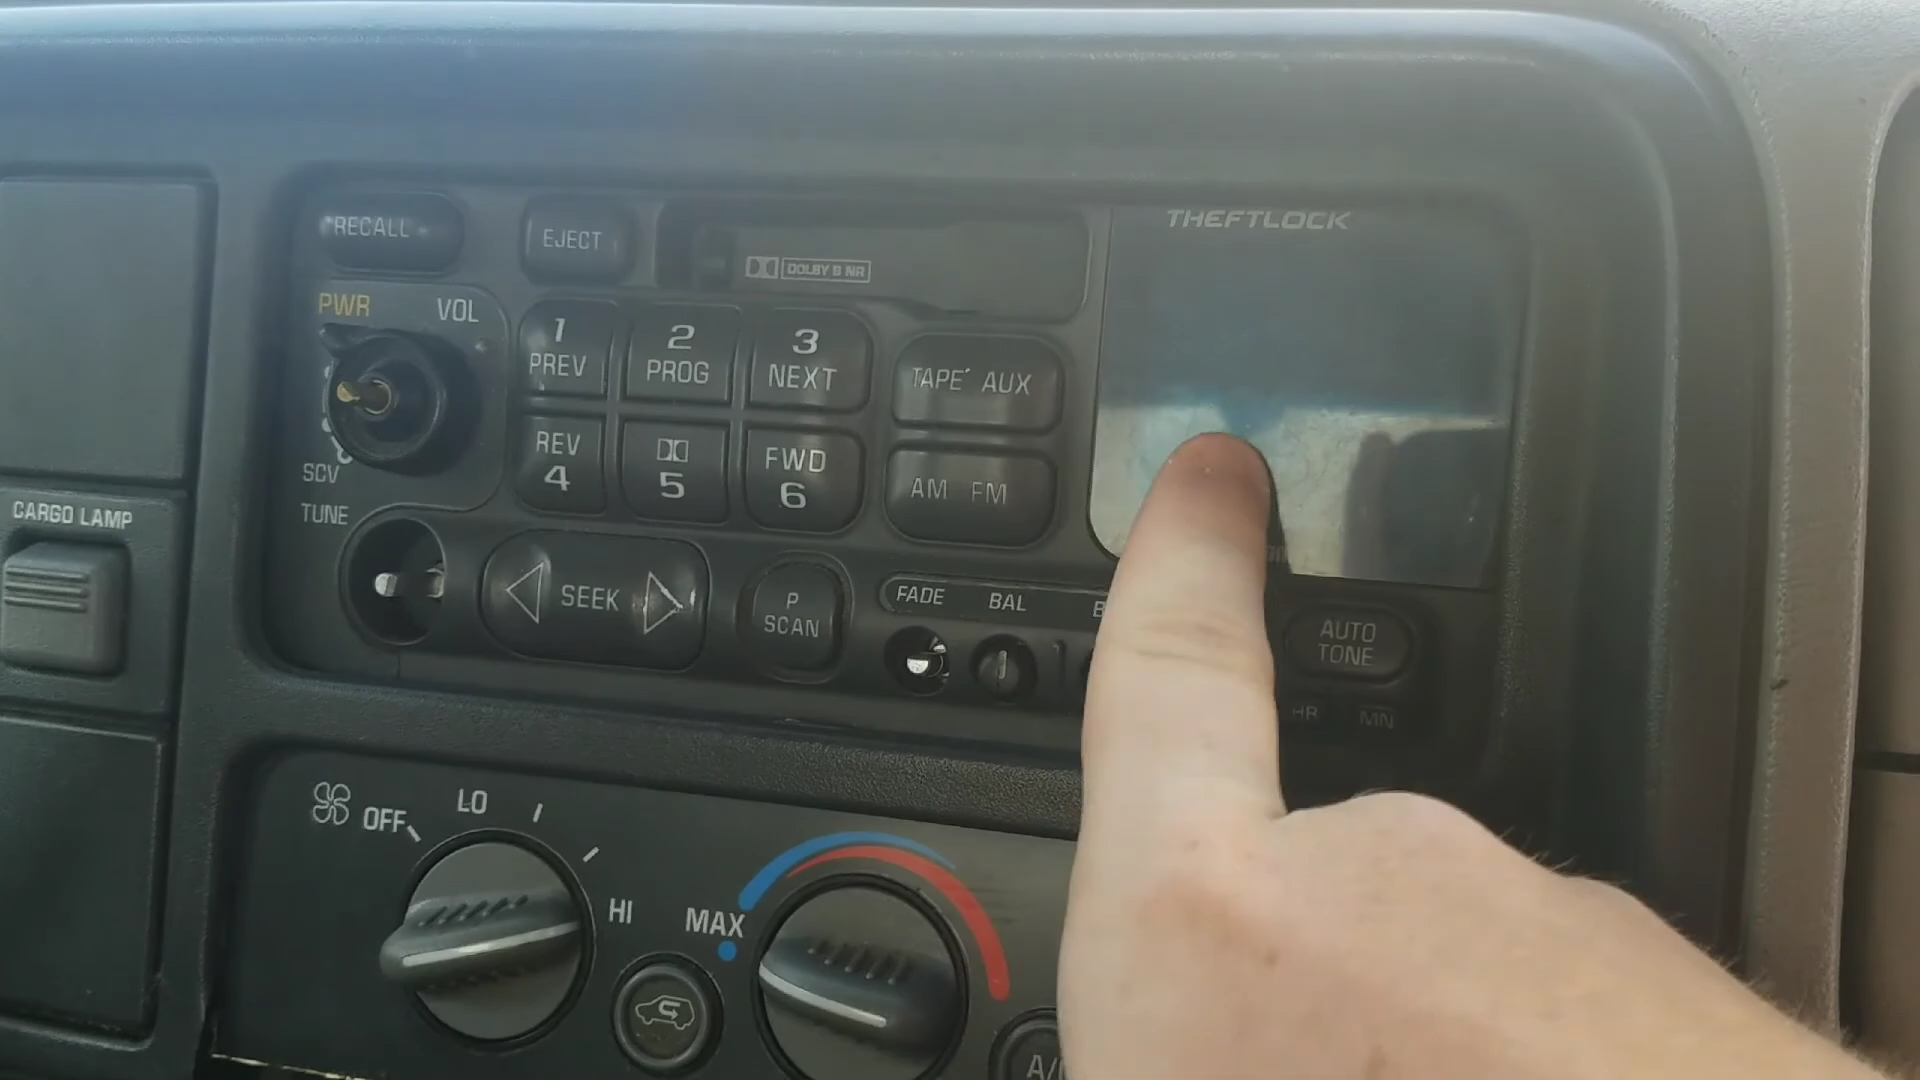 THEFTLOCK
RECALL
EJECT
DOLBY B NR
PWR
VOL
1
PREV
2
PROG
3
NEXT
TAPE AUX
REV
4
5
FWD
6
AM FM
SCV
TUNE
CARGO LAMP
SEEK
P
SCAN
FADE
BAL
B
AUTO
TONE
HR
MN
OFF
LO
HI
MAX
A/